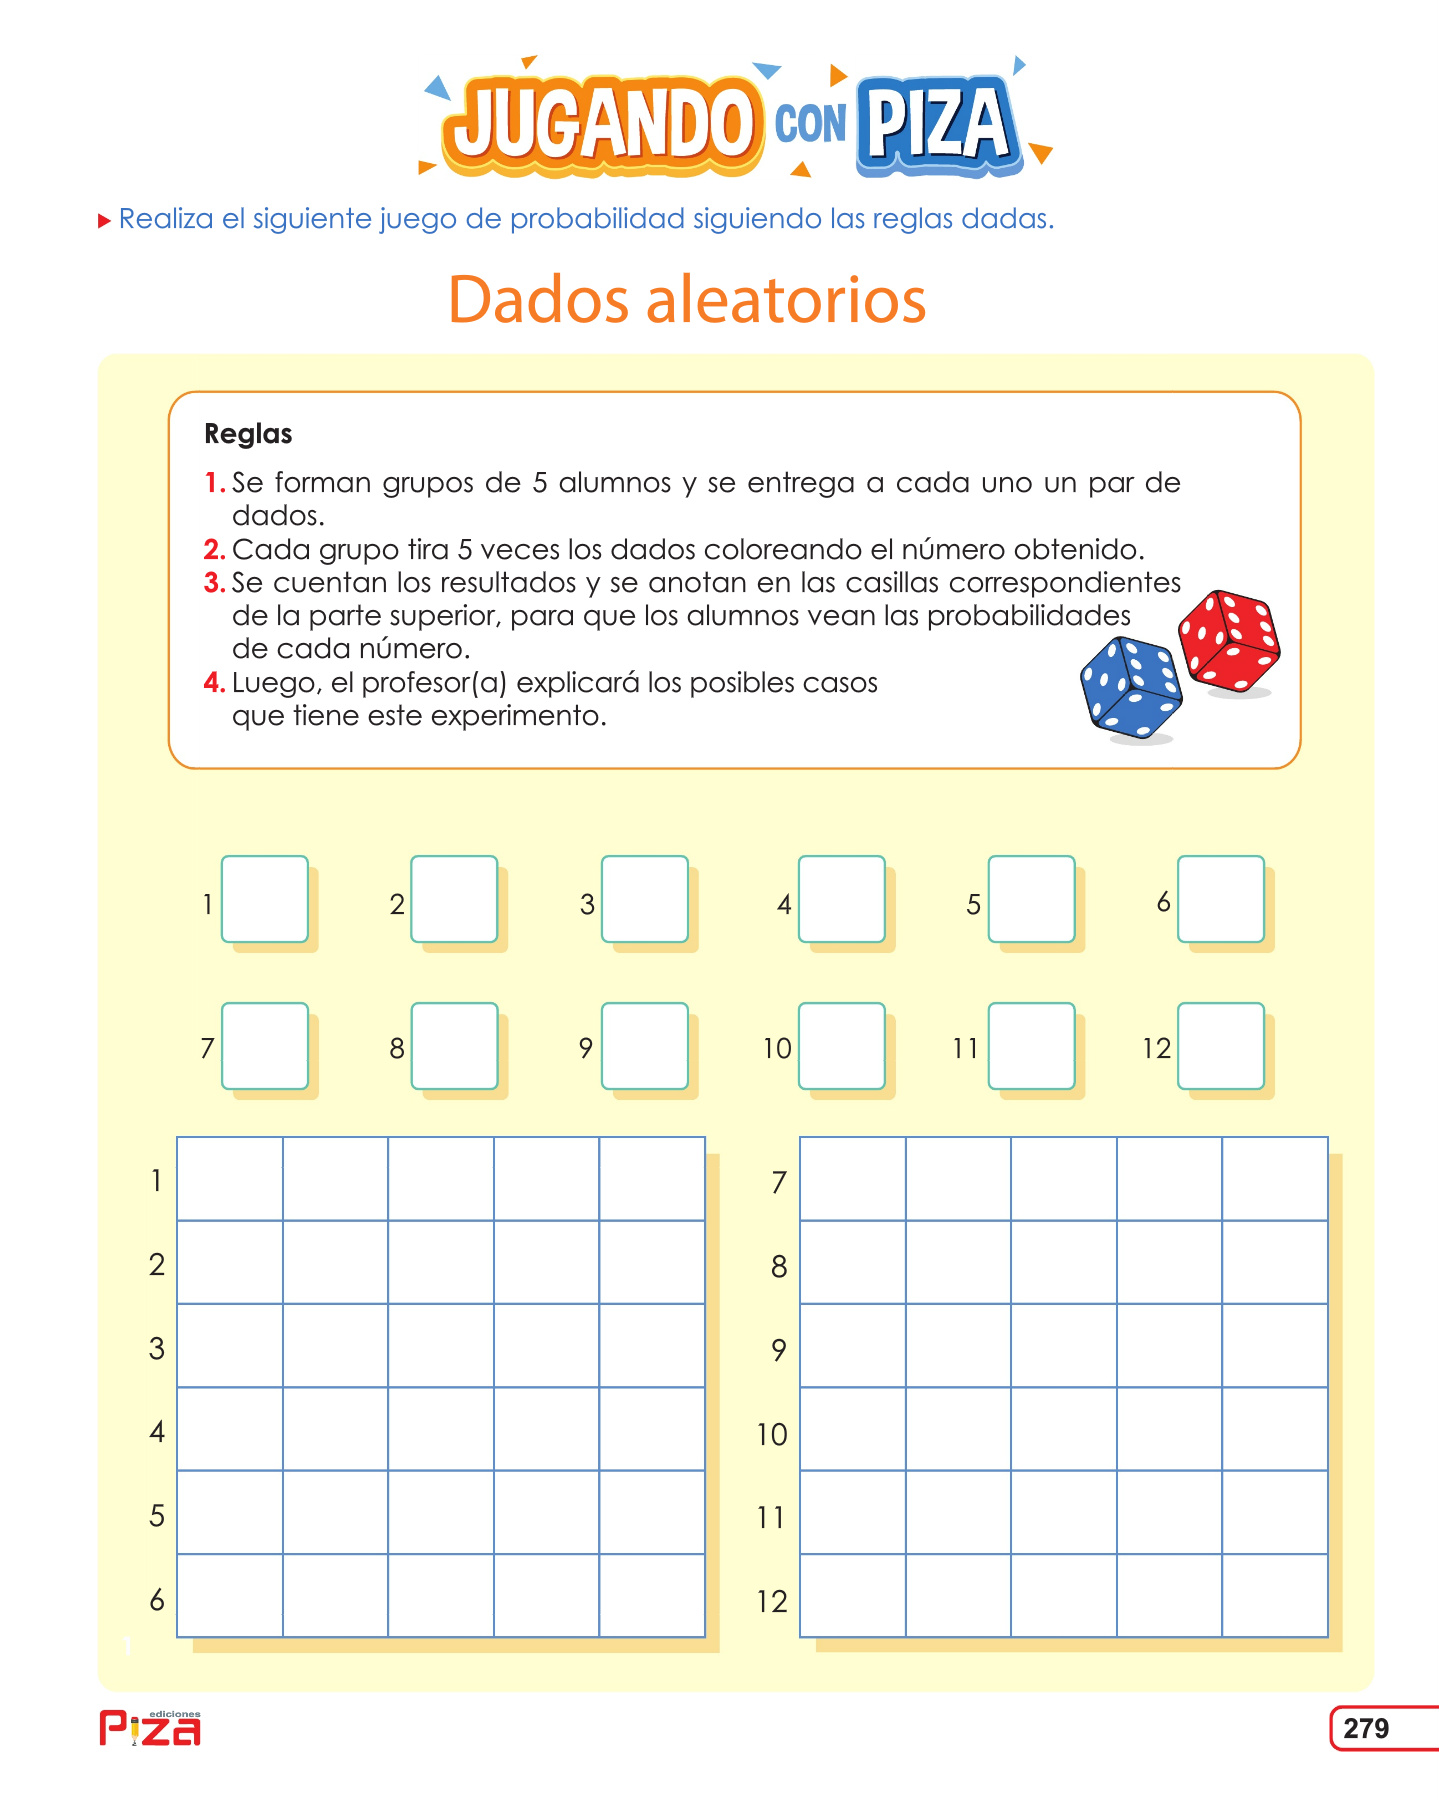 JUGANDO CON PIZA
Realiza el siguiente juego de probabilidad siguiendo las reglas dadas.
Dados aleatorios
Reglas
1. Se forman grupos de 5 alumnos y se entrega a cada uno un par de
dados.
2. Cada grupo tira 5 veces los dados coloreando el número obtenido.
3. Se cuentan los resultados y se anotan en las casillas correspondientes
de la parte superior, para que los alumnos vean las probabilidades
de cada número.
4. Luego, el profesor(a) explicará los posibles casos
que tiene este experimento.
1 2 3 4 5 6
7 8 9 10 11 12
1 7
2 8
3 9
4 10
5 11
6 12
1
ediciones
Piza
279